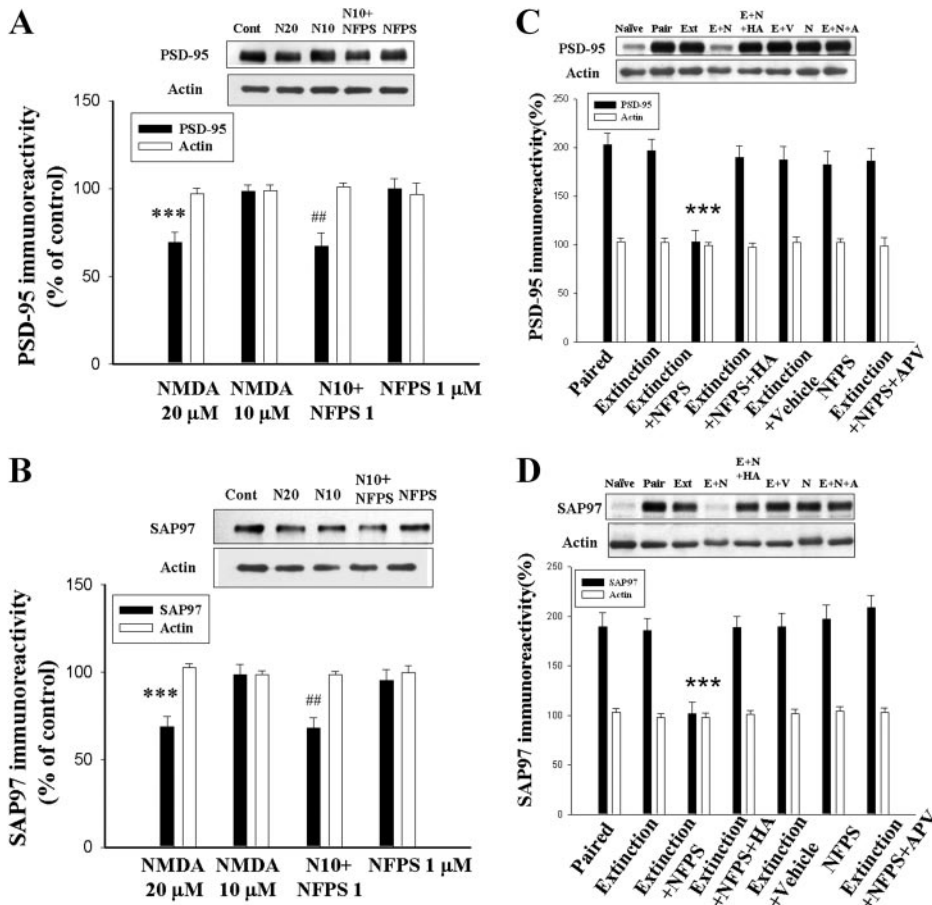 A
N10+
Cont N20 N10 NFPS NFPS
PSD-95
Actin
150
100
50
0
PSD-95 immunoreactivity
(% of control)
PSD-95
Actin
***
##
NMDA
20 μM
NMDA
10 μM
N10+
NFPS 1
NFPS 1 μM
B
N10+
Cont N20 N10 NFPS NFPS
SAP97
Actin
150
100
50
0
SAP97 immunoreactivity
(% of control)
SAP97
Actin
***
##
NMDA
20 μM
NMDA
10 μM
N10+
NFPS 1
NFPS 1 μM
C
E+N
Naïve Pair Ext E+N +HA E+V N E+N+A
PSD-95
Actin
200
150
100
50
0
PSD-95 immunoreactivity(%)
PSD-95
Actin
***
Paired
Extinction
Extinction
+NFPS
Extinction
+NFPS+HA
Extinction
+Vehicle
NFPS
Extinction
+NFPS+APV
D
E+N
Naïve Pair Ext E+N +HA E+V N E+N+A
SAP97
Actin
200
150
100
50
0
SAP97 immunoreactivity(%)
SAP97
Actin
***
Paired
Extinction
Extinction
+NFPS
Extinction
+NFPS+HA
Extinction
+Vehicle
NFPS
Extinction
+NFPS+APV